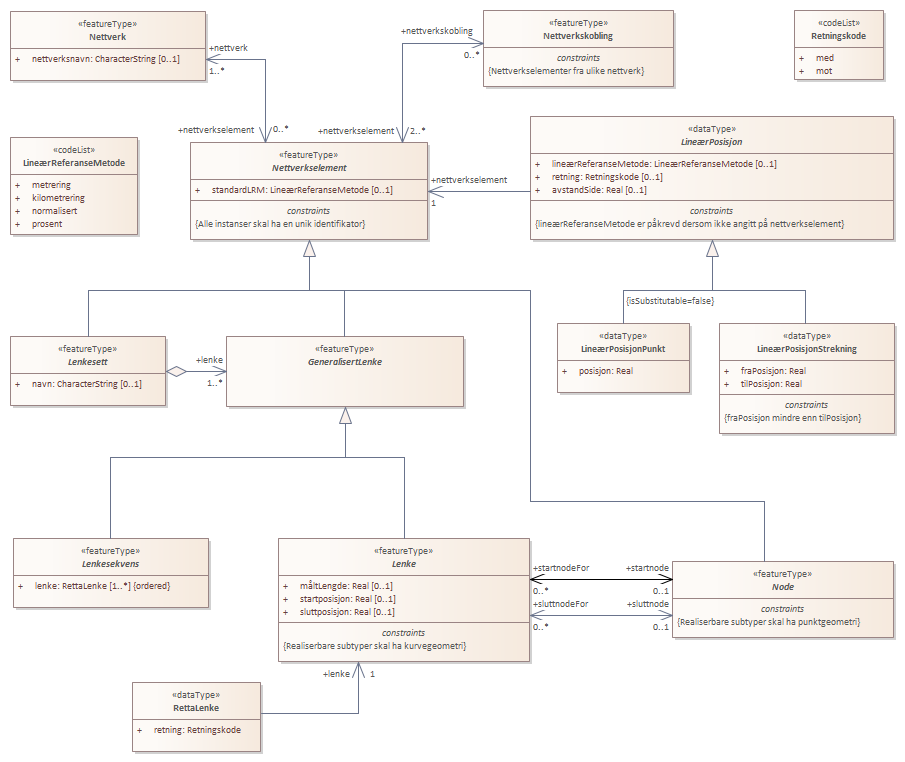 «featureType»
Nettverk
+ nettverksnavn: CharacterString [0..1]
+nettverk
1..*
+nettverkselement
0..*
+nettverkskobling
0..*
+nettverkselement
2..*
«featureType»
Nettverkskobling
constraints
{Nettverkselementer fra ulike nettverk}
«codeList»
Retningskode
+ med
+ mot
«codeList»
LineærReferanseMetode
+ metrering
+ kilometrering
+ normalisert
+ prosent
«featureType»
Nettverkselement
+ standardLRM: LineærReferanseMetode [0..1]
constraints
{Alle instanser skal ha en unik identifikator}
+nettverkselement
1
«dataType»
LineærPosisjon
+ lineærReferanseMetode: LineærReferanseMetode [0..1]
+ retning: Retningskode [0..1]
+ avstandSide: Real [0..1]
constraints
{lineærReferanseMetode er påkrevd dersom ikke angitt på nettverkselement}
{isSubstitutable=false}
«featureType»
Lenkesett
+ navn: CharacterString [0..1]
+lenke
1..*
«featureType»
GeneralisertLenke
«dataType»
LineærPosisjonPunkt
+ posisjon: Real
«dataType»
LineærPosisjonStrekning
+ fraPosisjon: Real
+ tilPosisjon: Real
constraints
{fraPosisjon mindre enn tilPosisjon}
«featureType»
Lenkesekvens
+ lenke: RettaLenke [1..*] {ordered}
«featureType»
Lenke
+ måltLengde: Real [0..1]
+ startposisjon: Real [0..1]
+ sluttposisjon: Real [0..1]
constraints
{Realiserbare subtyper skal ha kurvegeometri}
+startnodeFor
0..*
+startnode
0..1
+sluttnodeFor
0..*
+sluttnode
0..1
«featureType»
Node
constraints
{Realiserbare subtyper skal ha punktgeometri}
+lenke
1
«dataType»
RettaLenke
+ retning: Retningskode